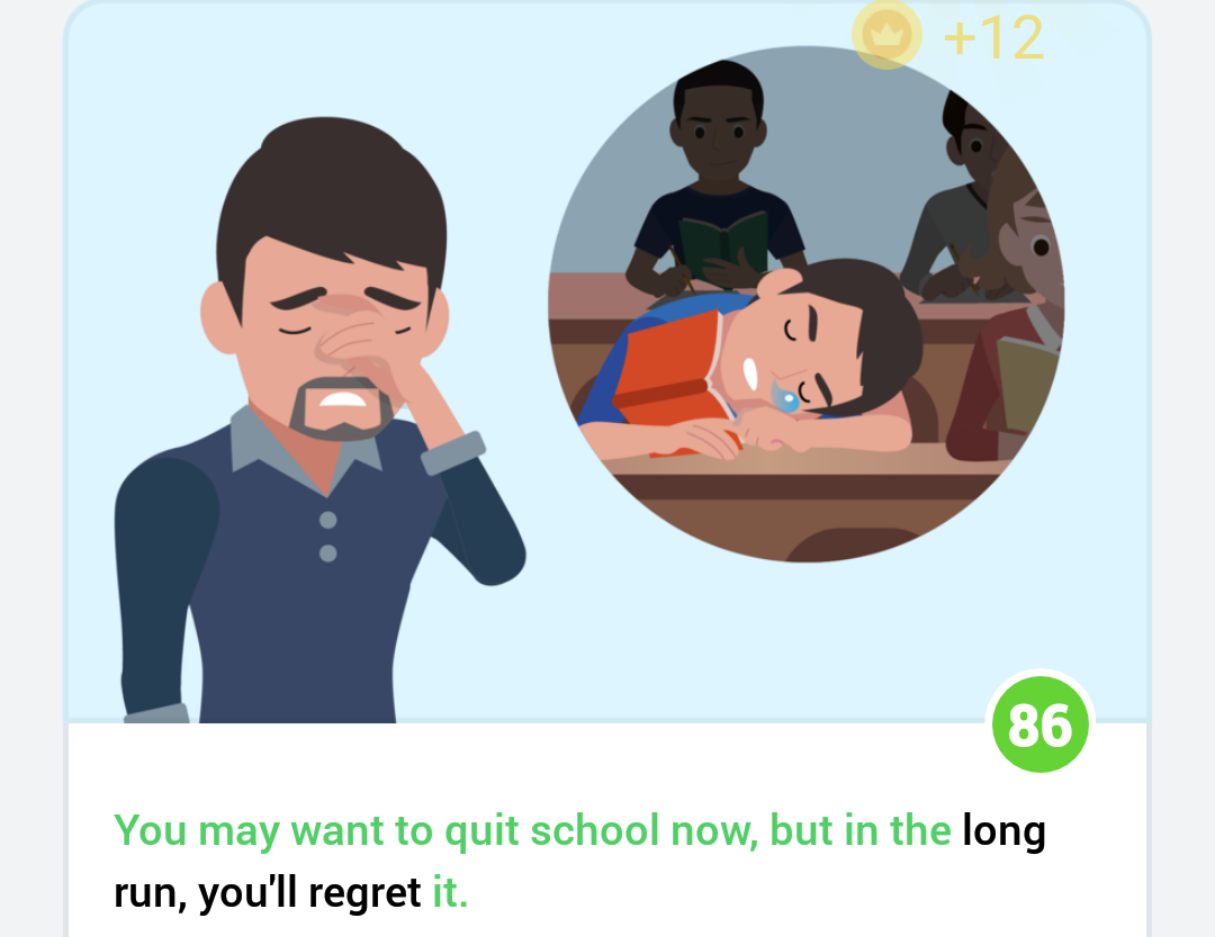 +12
86
You may want to quit school now, but in the long
run, you'll regret it.